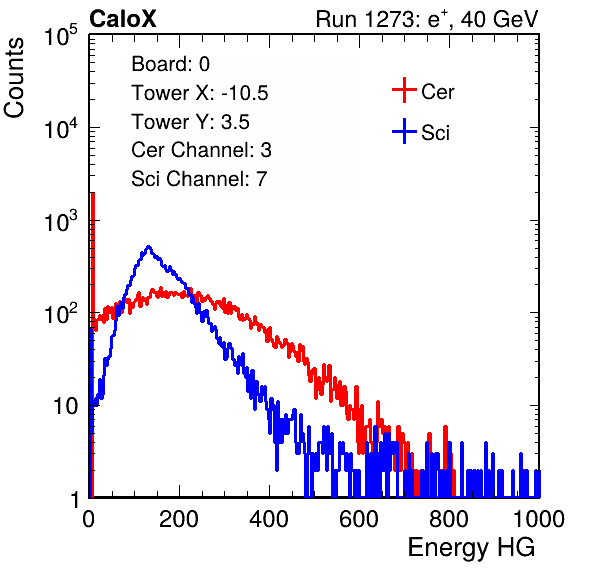 CaloX Run 1273: e⁺, 40 GeV
Counts
10⁵
10⁴
10³
10²
10
1
Board: 0
Tower X: -10.5
Tower Y: 3.5
Cer Channel: 3
Sci Channel: 7
Cer
Sci
0 200 400 600 800 1000
Energy HG